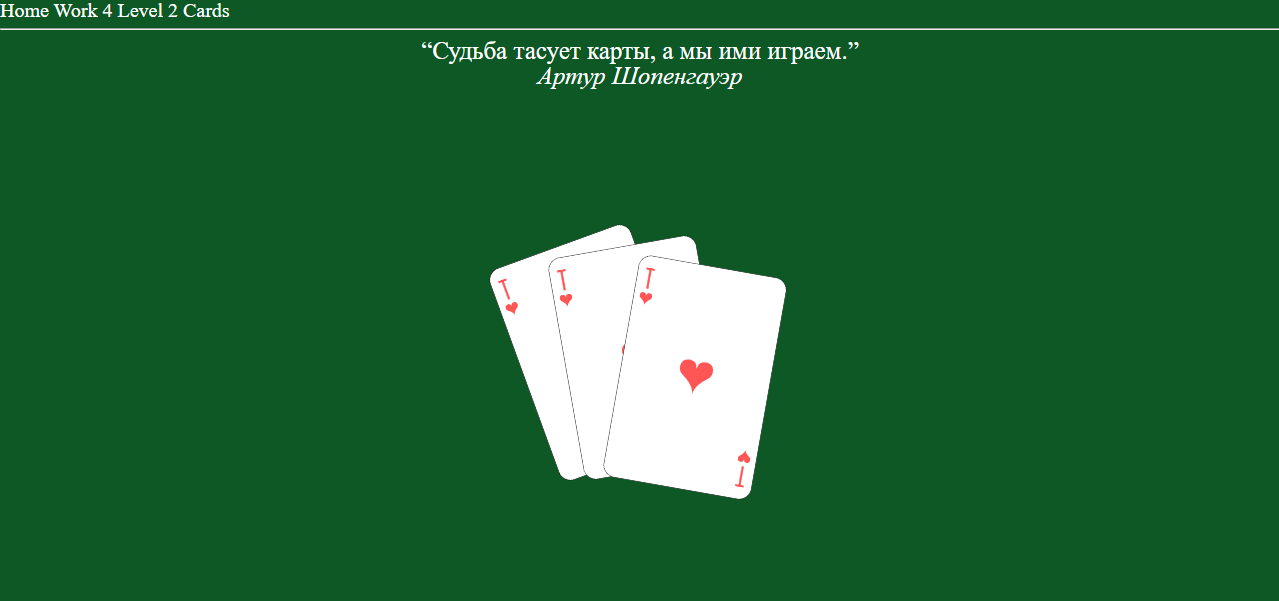 Home Work 4 Level 2 Cards
“Судьба тасует карты, а мы ими играем.”
Артур Шопенгауэр
Т
Т
Т
Т